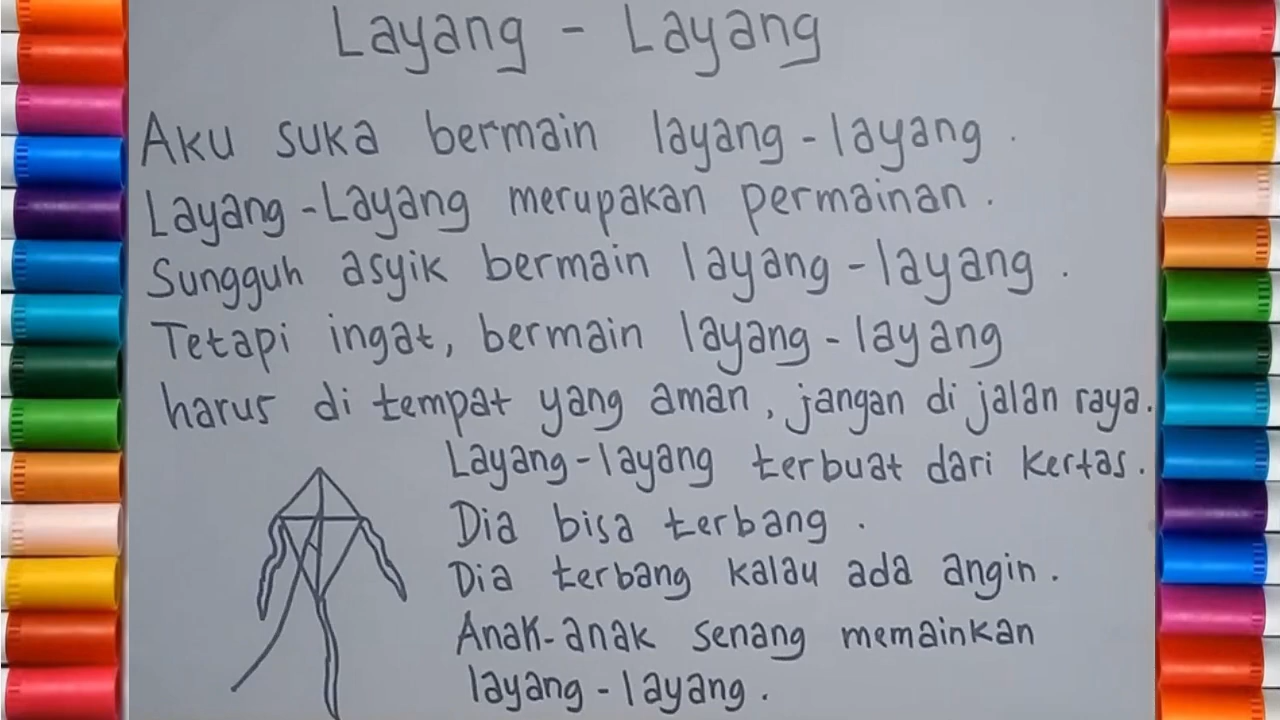 Layang - Layang
Aku suka bermain layang - layang.
Layang - Layang merupakan permainan.
Sungguh asyik bermain layang - layang.
Tetapi ingat, bermain layang - layang
harus di tempat yang aman, jangan di jalan raya.
Layang - layang terbuat dari kertas.
Dia bisa terbang.
Dia terbang kalau ada angin.
Anak-anak senang memainkan
layang - layang.